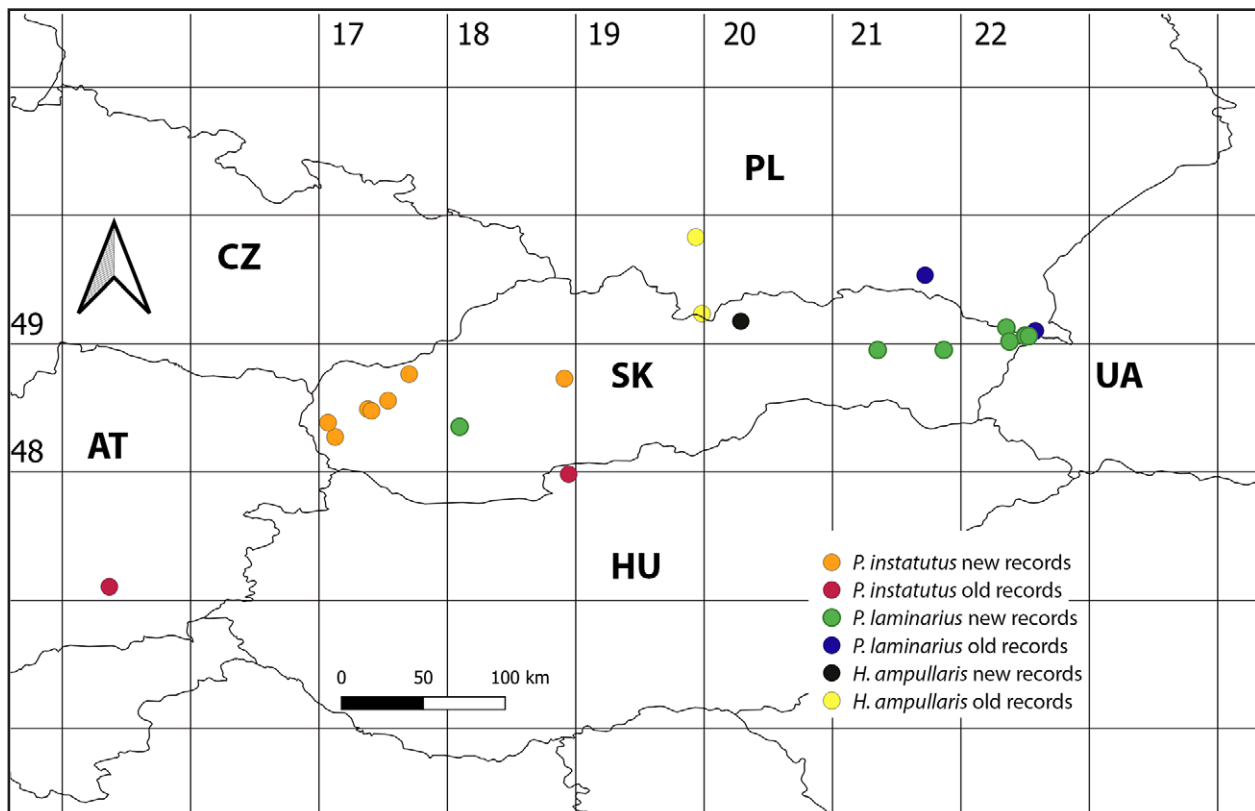 17 18 19 20 21 22
PL
CZ
49
SK
UA
AT
48
HU
P. instatutus new records
P. instatutus old records
P. laminarius new records
P. laminarius old records
H. ampullaris new records
H. ampullaris old records
0 50 100 km